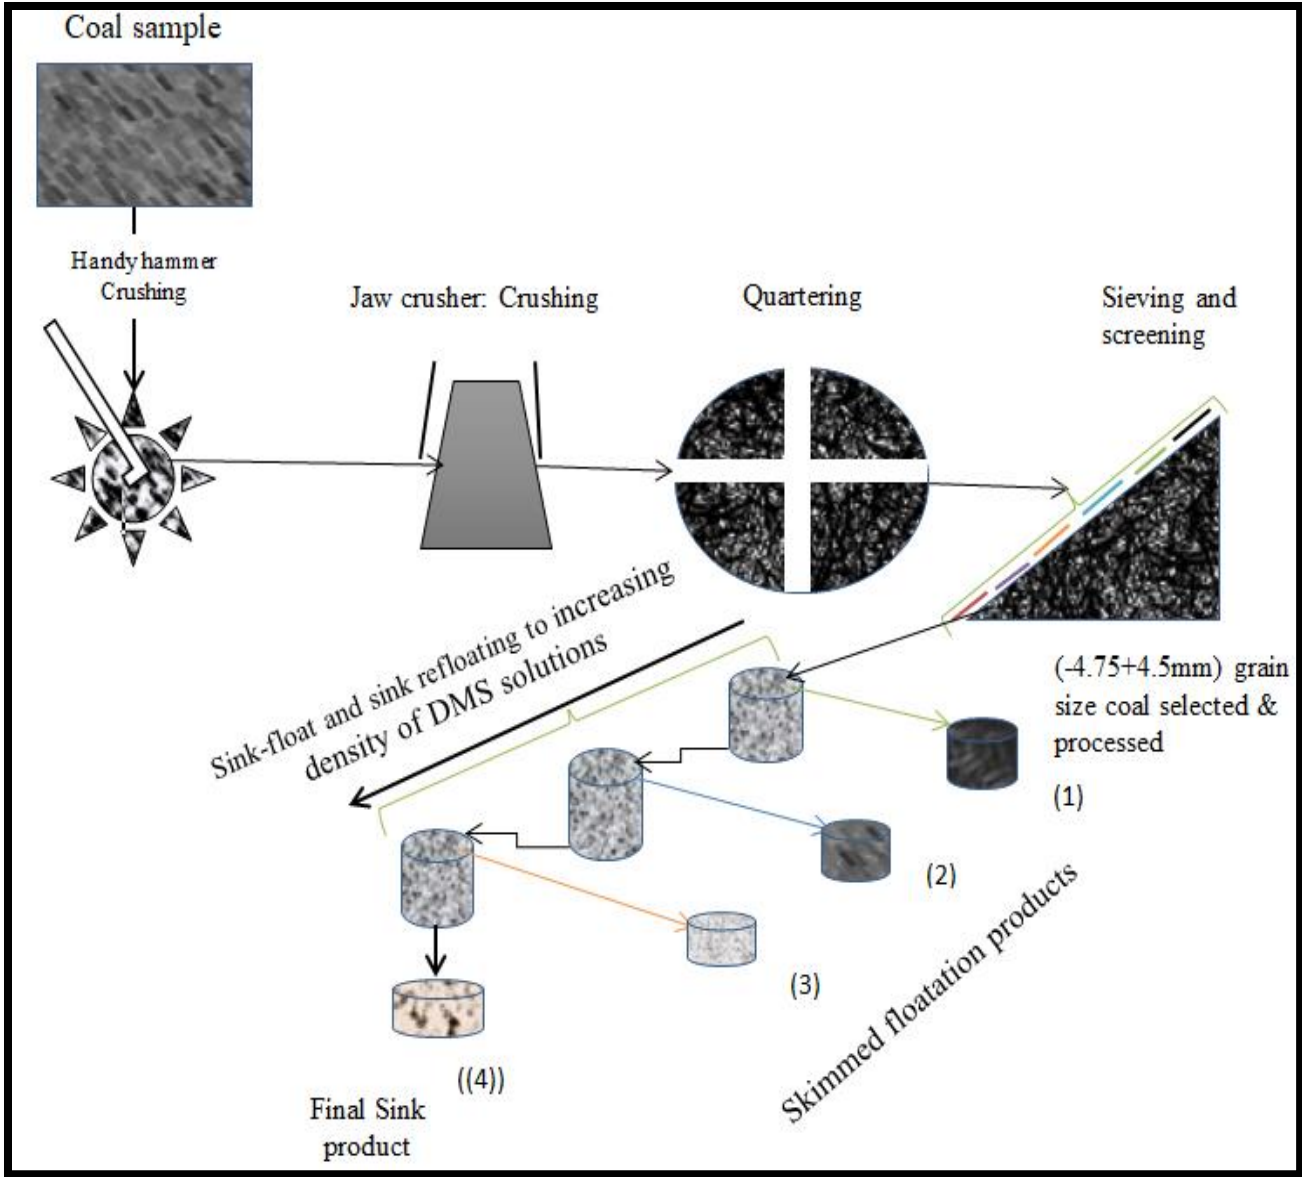 Coal sample
Handy hammer
Crushing
Jaw crusher: Crushing
Quartering
Sieving and
screening
Sink-float and sink refloating to increasing
density of DMS solutions
(-4.75+4.5mm) grain
size coal selected &
processed
(1)
(2)
(3)
((4))
Skimmed floatation products
Final Sink
product